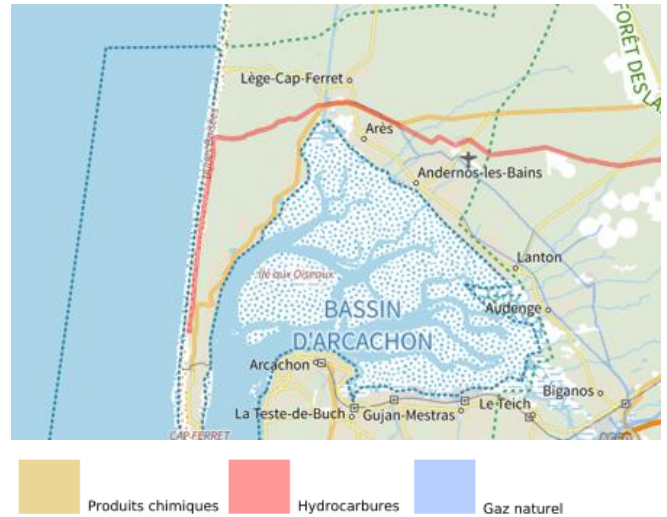 FORÊT DES LA
Lège-Cap-Ferret
Arès
Andernos-les-Bains
Lanton
Île aux Oiseaux
BASSIN
D'ARCACHON
Audenge
Arcachon
Biganos
Le Teich
La Teste-de-Buch
Gujan-Mestras
CAP-FERRET
Produits chimiques
Hydrocarbures
Gaz naturel